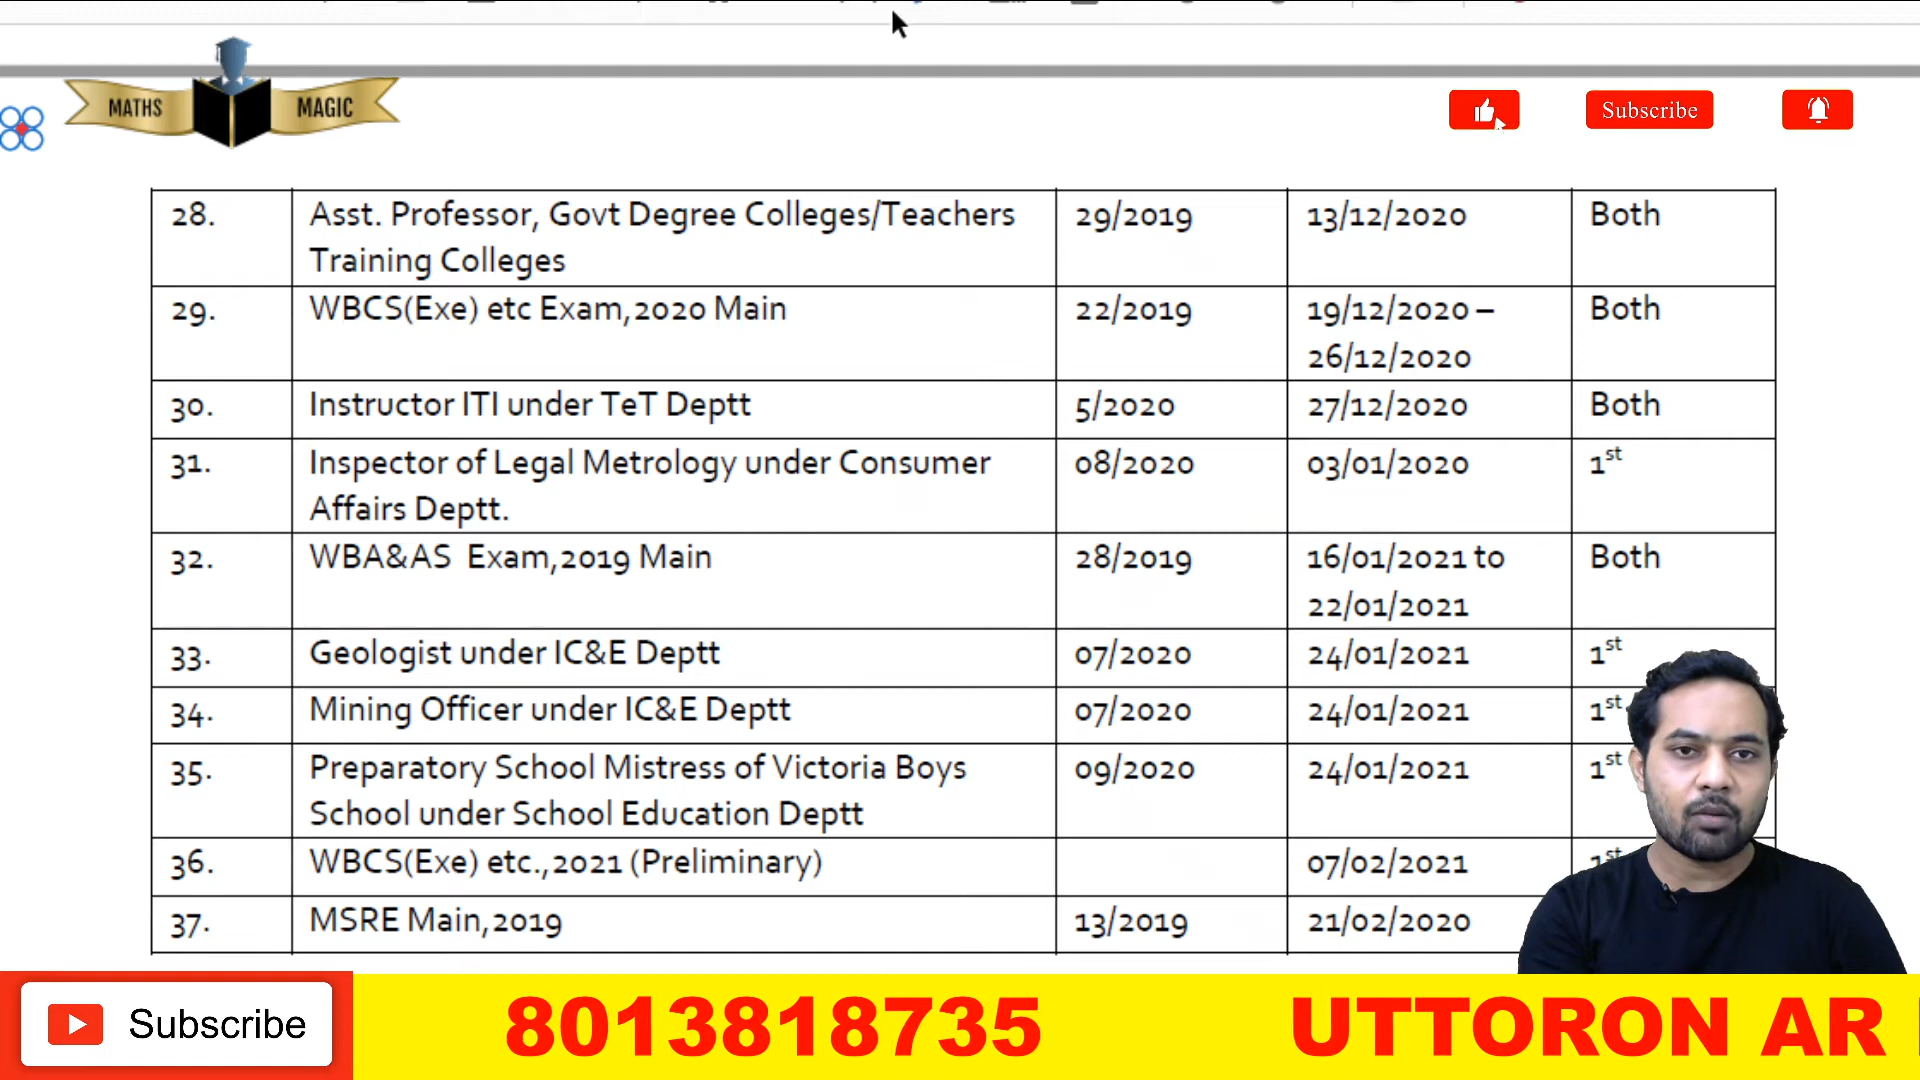 MATHS MAGIC
Subscribe
28. Asst. Professor, Govt Degree Colleges/Teachers 29/2019 13/12/2020 Both
Training Colleges
29. WBCS(Exe) etc Exam,2020 Main 22/2019 19/12/2020 – Both
26/12/2020
30. Instructor ITI under TeT Deptt 5/2020 27/12/2020 Both
31. Inspector of Legal Metrology under Consumer 08/2020 03/01/2020 1st
Affairs Deptt.
32. WBA&AS Exam,2019 Main 28/2019 16/01/2021 to Both
22/01/2021
33. Geologist under IC&E Deptt 07/2020 24/01/2021 1st
34. Mining Officer under IC&E Deptt 07/2020 24/01/2021 1st
35. Preparatory School Mistress of Victoria Boys 09/2020 24/01/2021 1st
School under School Education Deptt
36. WBCS(Exe) etc.,2021 (Preliminary) 07/02/2021 1st
37. MSRE Main,2019 13/2019 21/02/2020
Subscribe 8013818735 UTTORON AR